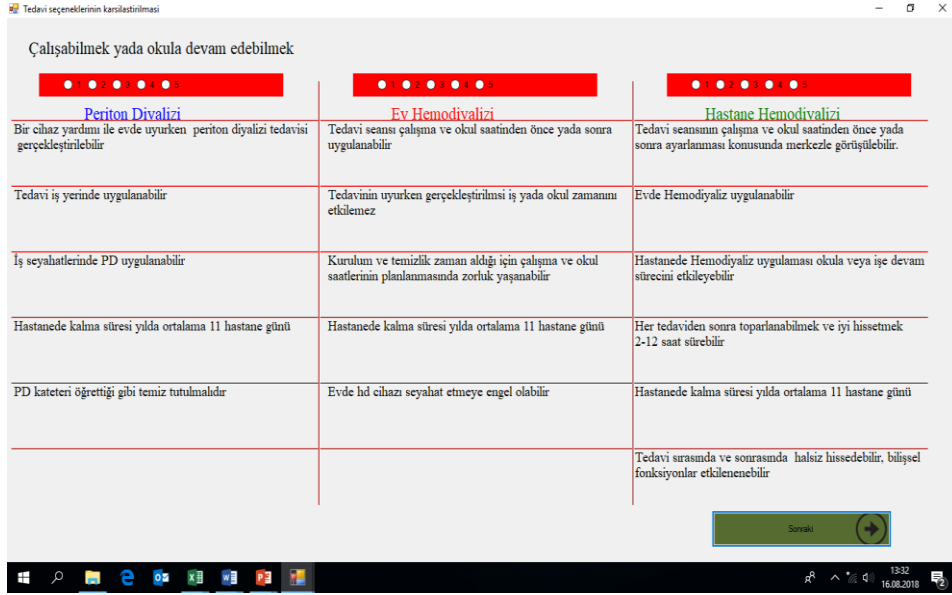 Tedavi seçeneklerinin karsilastirilmasi
Çalışabilmek yada okula devam edebilmek
1 2 3 4 5
1 2 3 4 5
1 2 3 4 5
Periton Diyalizi
Ev Hemodiyalizi
Hastane Hemodiyalizi
Bir cihaz yardımı ile evde uyurken periton diyalizi tedavisi
gerçekleştirilebilir
Tedavi seansı çalışma ve okul saatinden önce yada sonra
uygulanabilir
Tedavi seansının çalışma ve okul saatinden önce yada
sonra ayarlanması konusunda merkezle görüşülebilir.
Tedavi iş yerinde uygulanabilir
Tedavinin uyurken gerçekleştirilmsi iş yada okul zamanını
etkilemez
Evde Hemodiyaliz uygulanabilir
İş seyahatlerinde PD uygulanabilir
Kurulum ve temizlik zaman aldığı için çalışma ve okul
saatlerinin planlanmasında zorluk yaşanabilir
Hastanede Hemodiyaliz uygulaması okula veya işe devam
sürecini etkileyebilir
Hastanede kalma süresi yılda ortalama 11 hastane günü
Hastanede kalma süresi yılda ortalama 11 hastane günü
Her tedaviden sonra toparlanabilmek ve iyi hissetmek
2-12 saat sürebilir
PD kateteri öğrettiği gibi temiz tutulmalıdır
Evde hd cihazı seyahat etmeye engel olabilir
Hastanede kalma süresi yılda ortalama 11 hastane günü
Tedavi sırasında ve sonrasında halsiz hissedebilir, bilişsel
fonksiyonlar etkilenenebilir
Sonraki
13:32
16.08.2018
2